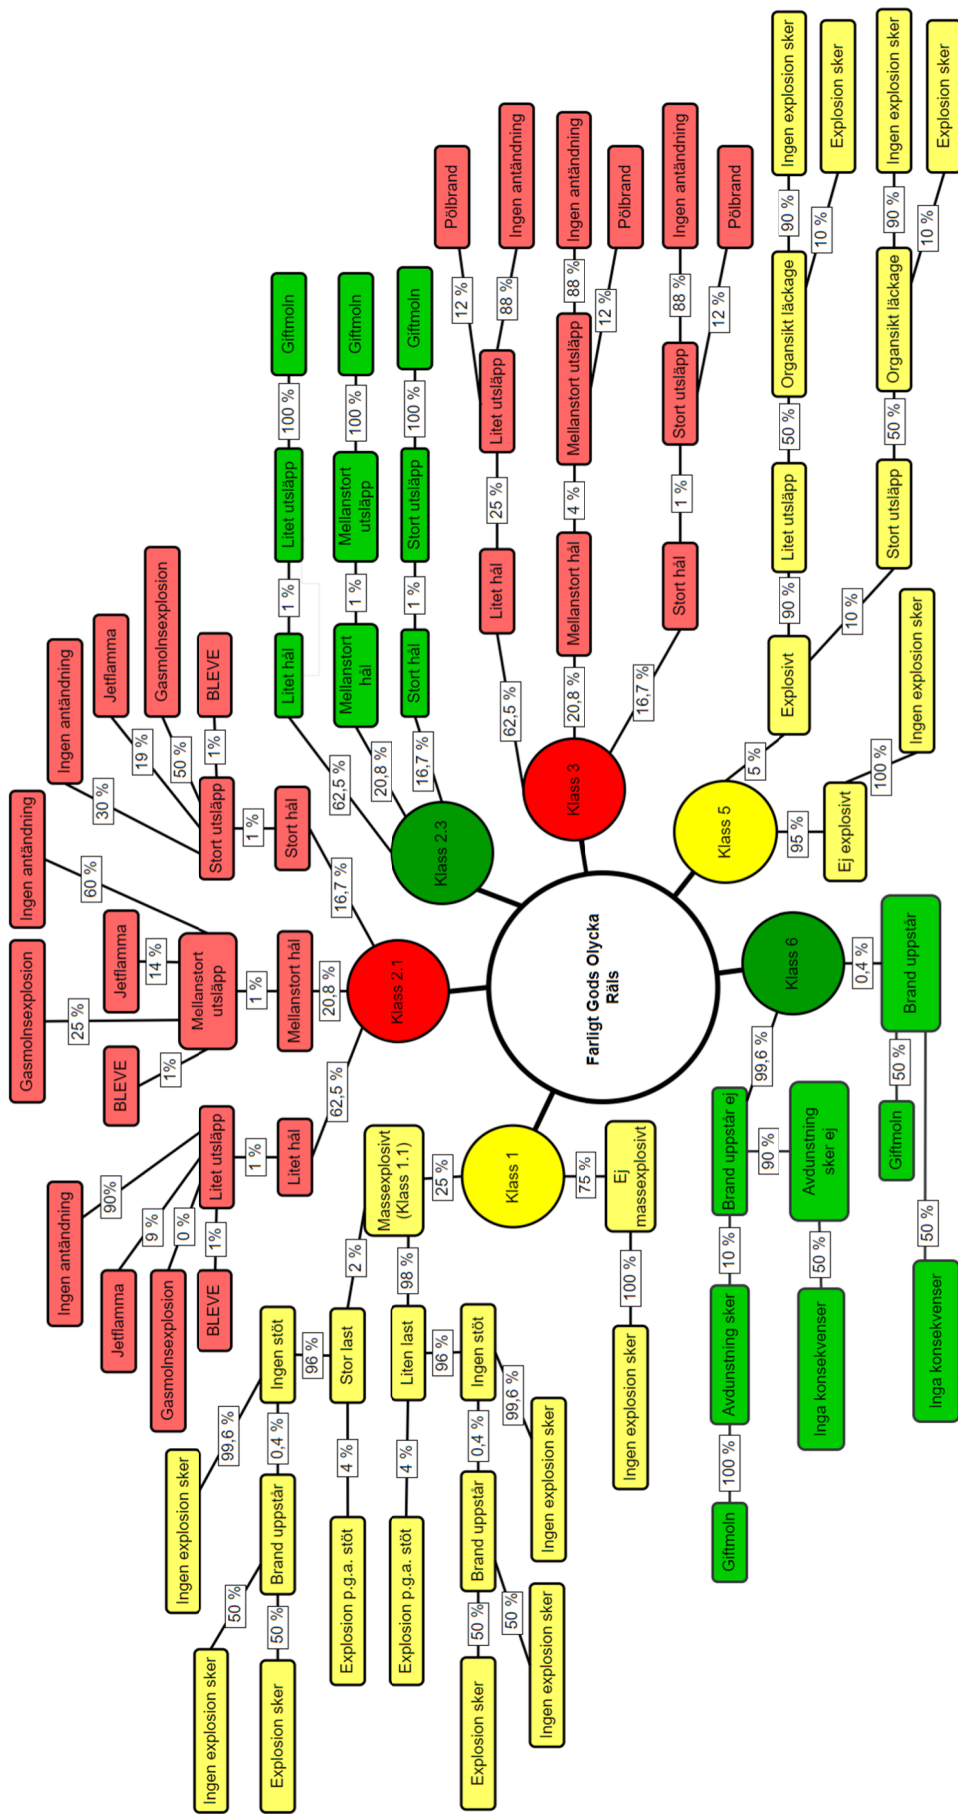 Farligt Gods Olycka
Räls
Klass 1
25 %
Massexplosivt
(Klass 1.1)
2 %
Stor last
4 %
Explosion p.g.a. stöt
96 %
Ingen stöt
99,6 %
Ingen explosion sker
0,4 %
Brand uppstår
50 %
Ingen explosion sker
50 %
Explosion sker
98 %
Liten last
4 %
Explosion p.g.a. stöt
96 %
Ingen stöt
99,6 %
Ingen explosion sker
0,4 %
Brand uppstår
50 %
Explosion sker
50 %
Ingen explosion sker
75 %
Ej
massexplosivt
100 %
Ingen explosion sker
Klass 2.1
62,5 %
Litet hål
1 %
Litet utsläpp
90%
Ingen antändning
9 %
Jetflamma
0 %
Gasmolnsexplosion
1%
BLEVE
20,8 %
Mellanstort hål
1 %
Mellanstort
utsläpp
1%
BLEVE
25 %
Gasmolnsexplosion
14 %
Jetflamma
60 %
Ingen antändning
16,7 %
Stort hål
1 %
Stort utsläpp
30 %
Ingen antändning
19 %
Jetflamma
50 %
Gasmolnsexplosion
1%
BLEVE
Klass 2.3
62,5 %
Litet hål
1 %
Litet utsläpp
100 %
Giftmoln
20,8 %
Mellanstort
hål
1 %
Mellanstort
utsläpp
100 %
Giftmoln
16,7 %
Stort hål
1 %
Stort utsläpp
100 %
Giftmoln
Klass 3
62,5 %
Litet hål
25 %
Litet utsläpp
12 %
Pölbrand
88 %
Ingen antändning
20,8 %
Mellanstort hål
4 %
Mellanstort utsläpp
88 %
Ingen antändning
12 %
Pölbrand
16,7 %
Stort hål
1 %
Stort utsläpp
88 %
Ingen antändning
12 %
Pölbrand
Klass 5
5 %
Explosivt
90 %
Litet utsläpp
50 %
Organsikt läckage
90 %
Ingen explosion sker
10 %
Explosion sker
10 %
Stort utsläpp
50 %
Organsikt läckage
90 %
Ingen explosion sker
10 %
Explosion sker
95 %
Ej explosivt
100 %
Ingen explosion sker
Klass 6
99,6 %
Brand uppstår ej
10 %
Avdunstning sker
100 %
Giftmoln
90 %
Avdunstning
sker ej
50 %
Inga konsekvenser
0,4 %
Brand uppstår
50 %
Giftmoln
50 %
Inga konsekvenser